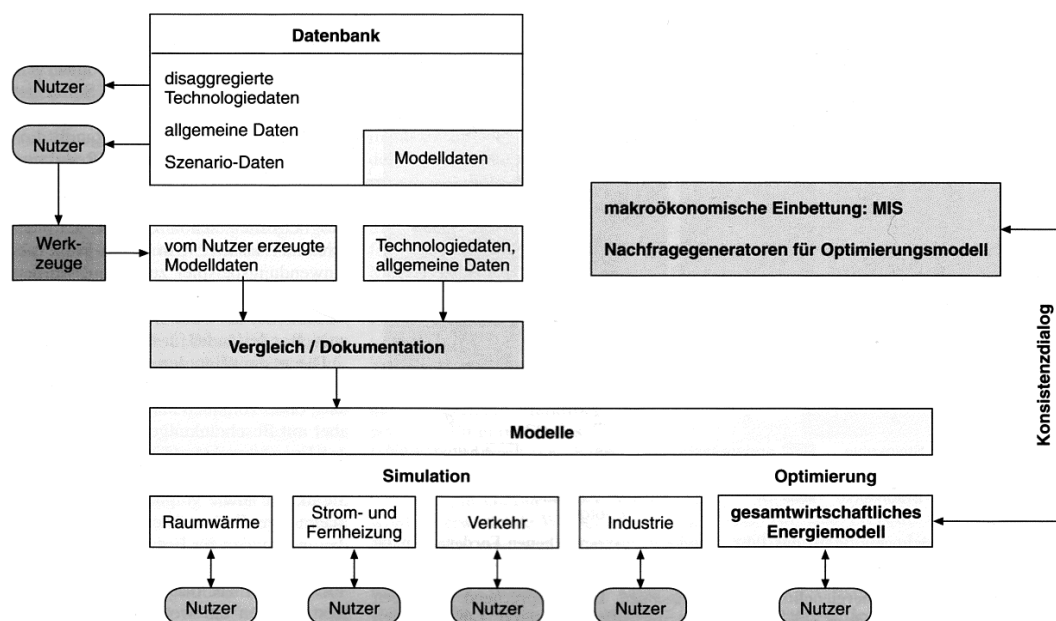 Datenbank
Nutzer
disaggregierte
Technologiedaten
Nutzer
allgemeine Daten
Szenario-Daten
Modelldaten
makroökonomische Einbettung: MIS
Nachfragegeneratoren für Optimierungsmodell
Werk-
zeuge
vom Nutzer erzeugte
Modelldaten
Technologiedaten,
allgemeine Daten
Vergleich / Dokumentation
Konsistenzdialog
Modelle
Simulation
Optimierung
Raumwärme
Strom- und
Fernheizung
Verkehr
Industrie
gesamtwirtschaftliches
Energiemodell
Nutzer
Nutzer
Nutzer
Nutzer
Nutzer